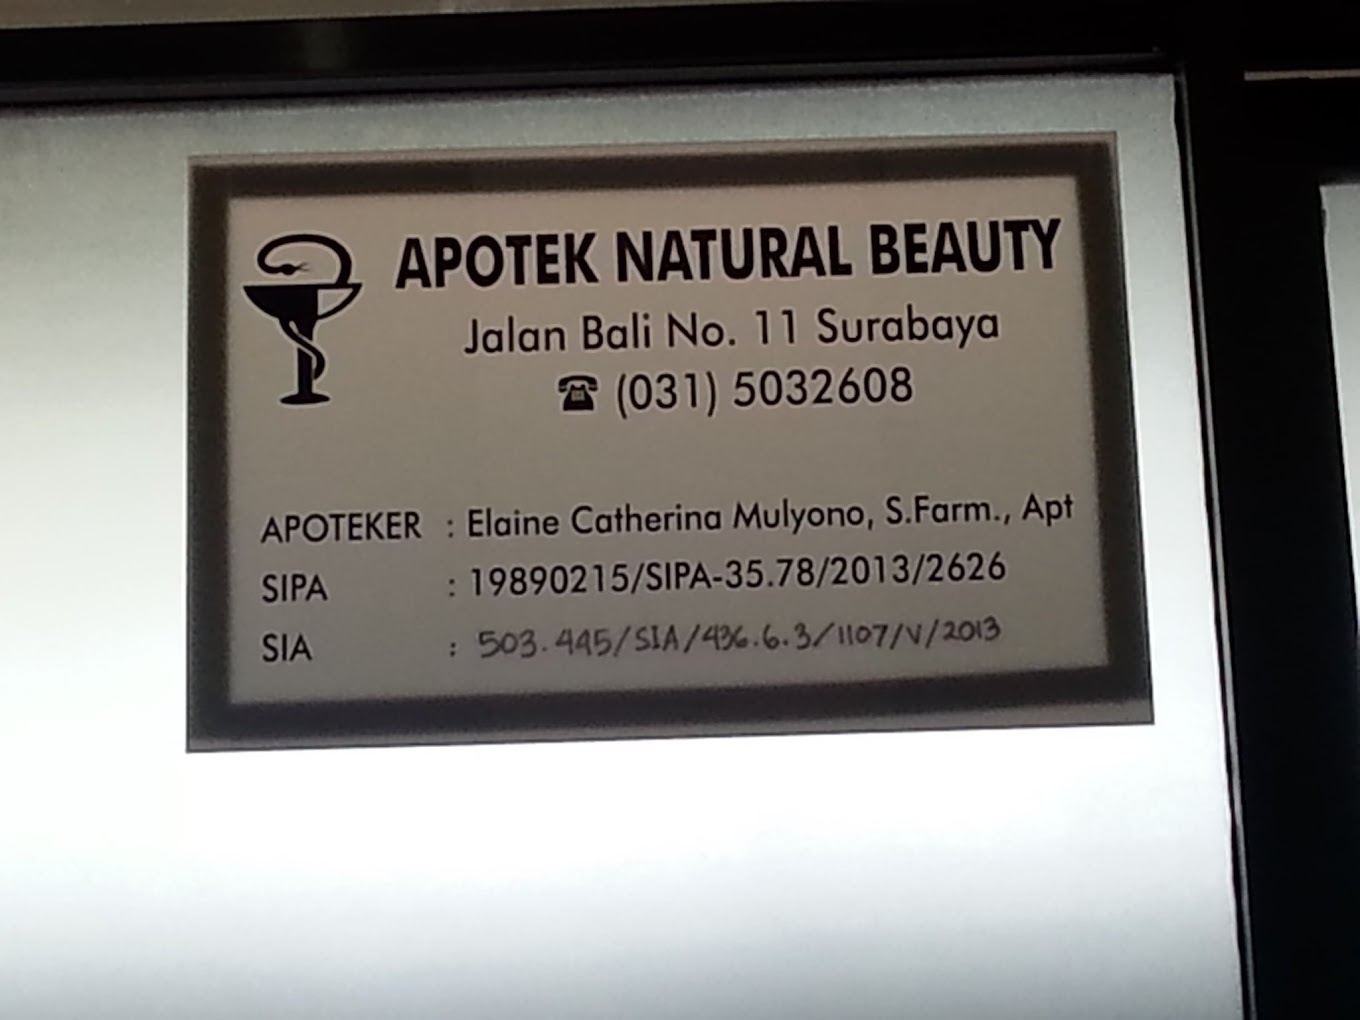 APOTEK NATURAL BEAUTY
Jalan Bali No. 11 Surabaya
☎ (031) 5032608
APOTEKER : Elaine Catherina Mulyono, S.Farm., Apt
SIPA : 19890215/SIPA-35.78/2013/2626
SIA : 503.445/SIA/436.6.3/1107/V/2013